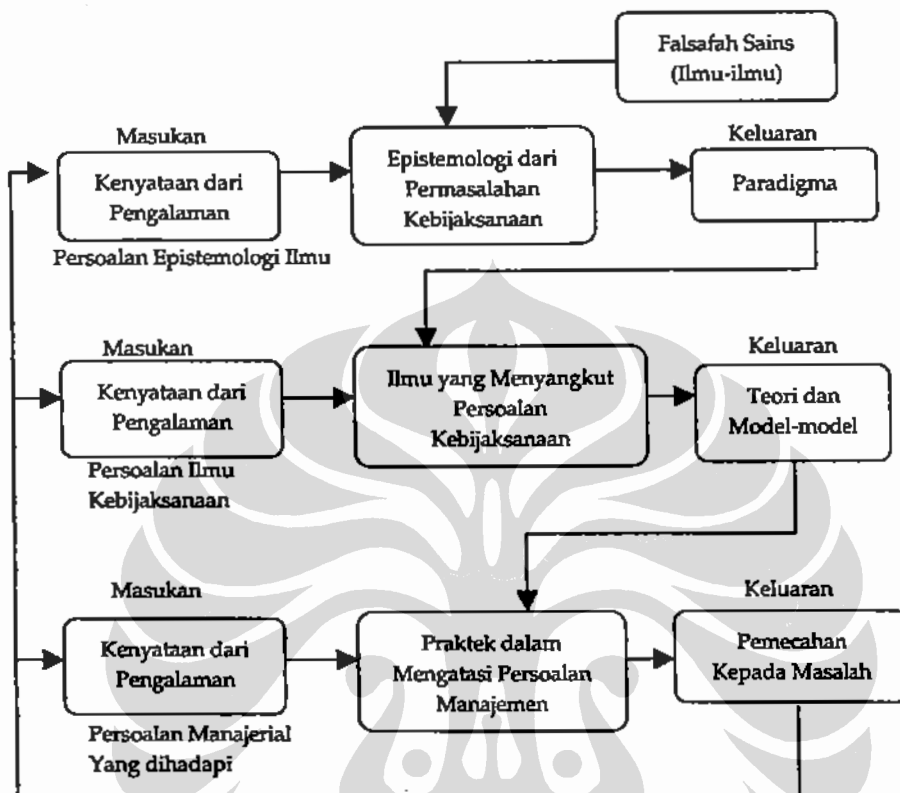 Falsafah Sains
(Ilmu-ilmu)
Masukan
Kenyataan dari
Pengalaman
Persoalan Epistemologi Ilmu
Epistemologi dari
Permasalahan
Kebijaksanaan
Keluaran
Paradigma
Masukan
Kenyataan dari
Pengalaman
Persoalan Ilmu
Kebijaksanaan
Ilmu yang Menyangkut
Persoalan
Kebijaksanaan
Keluaran
Teori dan
Model-model
Masukan
Kenyataan dari
Pengalaman
Persoalan Manajerial
Yang dihadapi
Praktek dalam
Mengatasi Persoalan
Manajemen
Keluaran
Pemecahan
Kepada Masalah